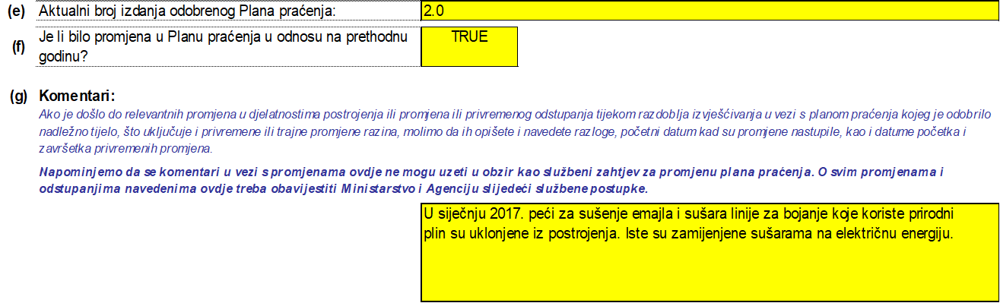 (e) Aktualni broj izdanja odobrenog Plana praćenja: 2.0
(f) Je li bilo promjena u Planu praćenja u odnosu na prethodnu
godinu? TRUE
(g) Komentari:
Ako je došlo do relevantnih promjena u djelatnostima postrojenja ili promjena ili privremenog odstupanja tijekom razdoblja izvješćivanja u vezi s planom praćenja kojeg je odobrilo
nadležno tijelo, što uključuje i privremene ili trajne promjene razina, molimo da ih opišete i navedete razloge, početni datum kad su promjene nastupile, kao i datume početka i
završetka privremenih promjena.
Napominjemo da se komentari u vezi s promjenama ovdje ne mogu uzeti u obzir kao službeni zahtjev za promjenu plana praćenja. O svim promjenama i
odstupanjima navedenima ovdje treba obavijestiti Ministarstvo i Agenciju slijedeći službene postupke.
U siječnju 2017. peći za sušenje emajla i sušara linije za bojanje koje koriste prirodni
plin su uklonjene iz postrojenja. Iste su zamijenjene sušarama na električnu energiju.